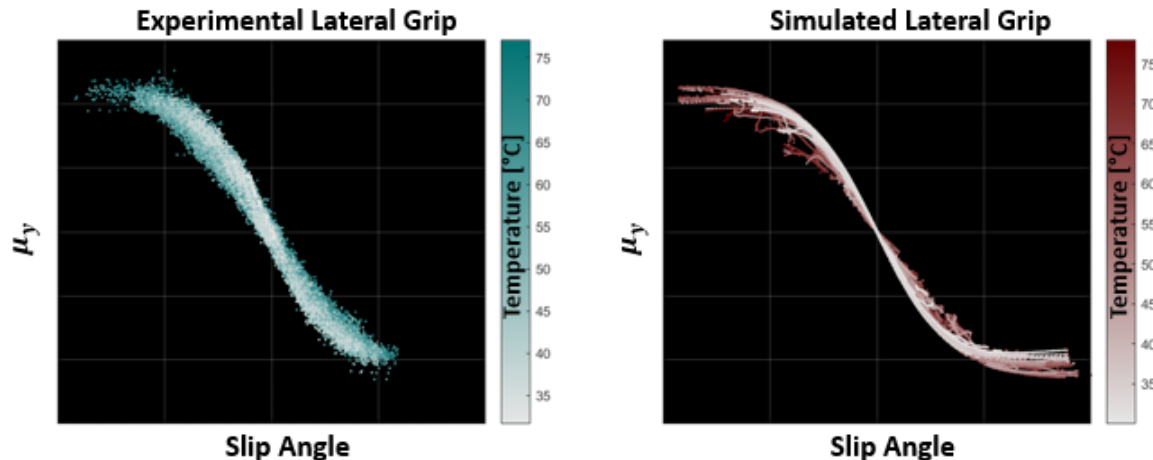 Experimental Lateral Grip
μy
75
70
65
60
55
50
45
40
35
Temperature [°C]
Slip Angle
Simulated Lateral Grip
μy
75
70
65
60
55
50
45
40
35
Temperature [°C]
Slip Angle